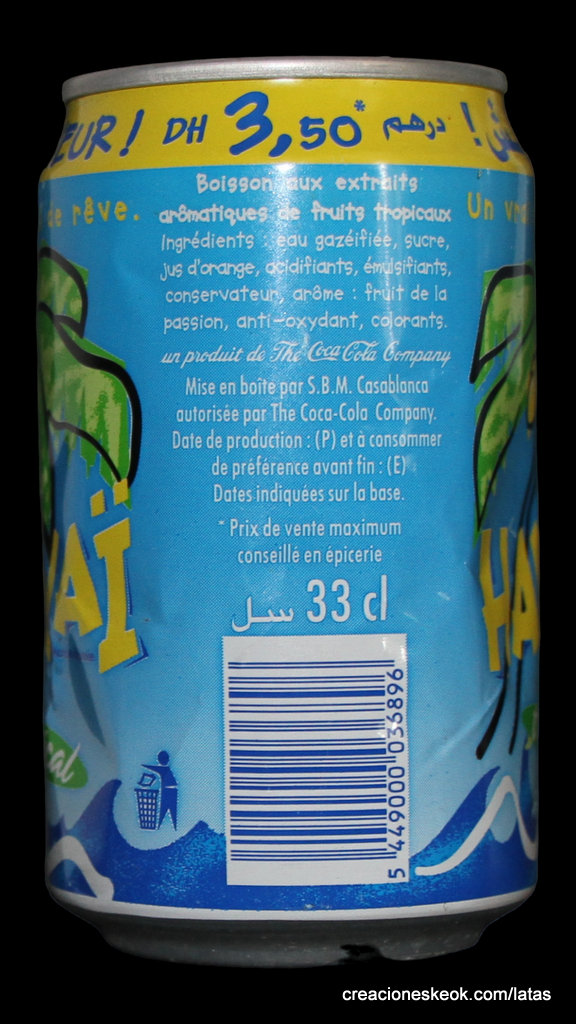 EUR! DH 3,50* درهم !
de rêve.
Un vra
Boisson aux extraits
arômatiques de fruits tropicaux
Ingrédients : eau gazéifiée, sucre,
jus d'orange, acidifiants, émulsifiants,
conservateur, arôme : fruit de la
passion, anti-oxydant, colorants.
un produit de The Coca-Cola Company
Mise en boîte par S.B.M. Casablanca
autorisée par The Coca-Cola Company.
Date de production : (P) et à consommer
de préférence avant fin : (E)
Dates indiquées sur la base.
* Prix de vente maximum
conseillé en épicerie
33 cl سل
AÏ
HA
cal
5 449000 036896
creacioneskeok.com/latas